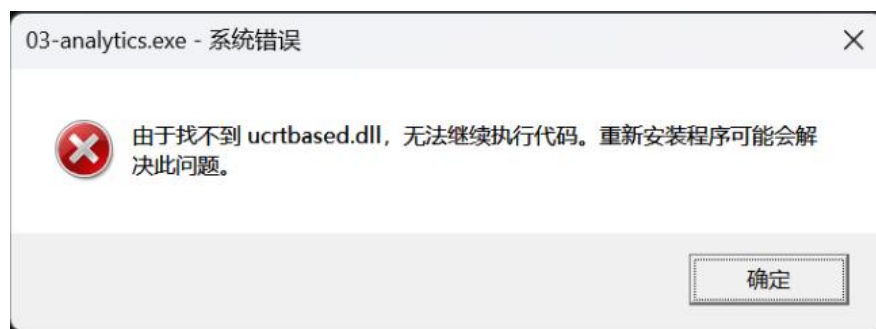 03-analytics.exe - 系统错误
由于找不到 ucrtbased.dll，无法继续执行代码。重新安装程序可能会解
决此问题。
确定